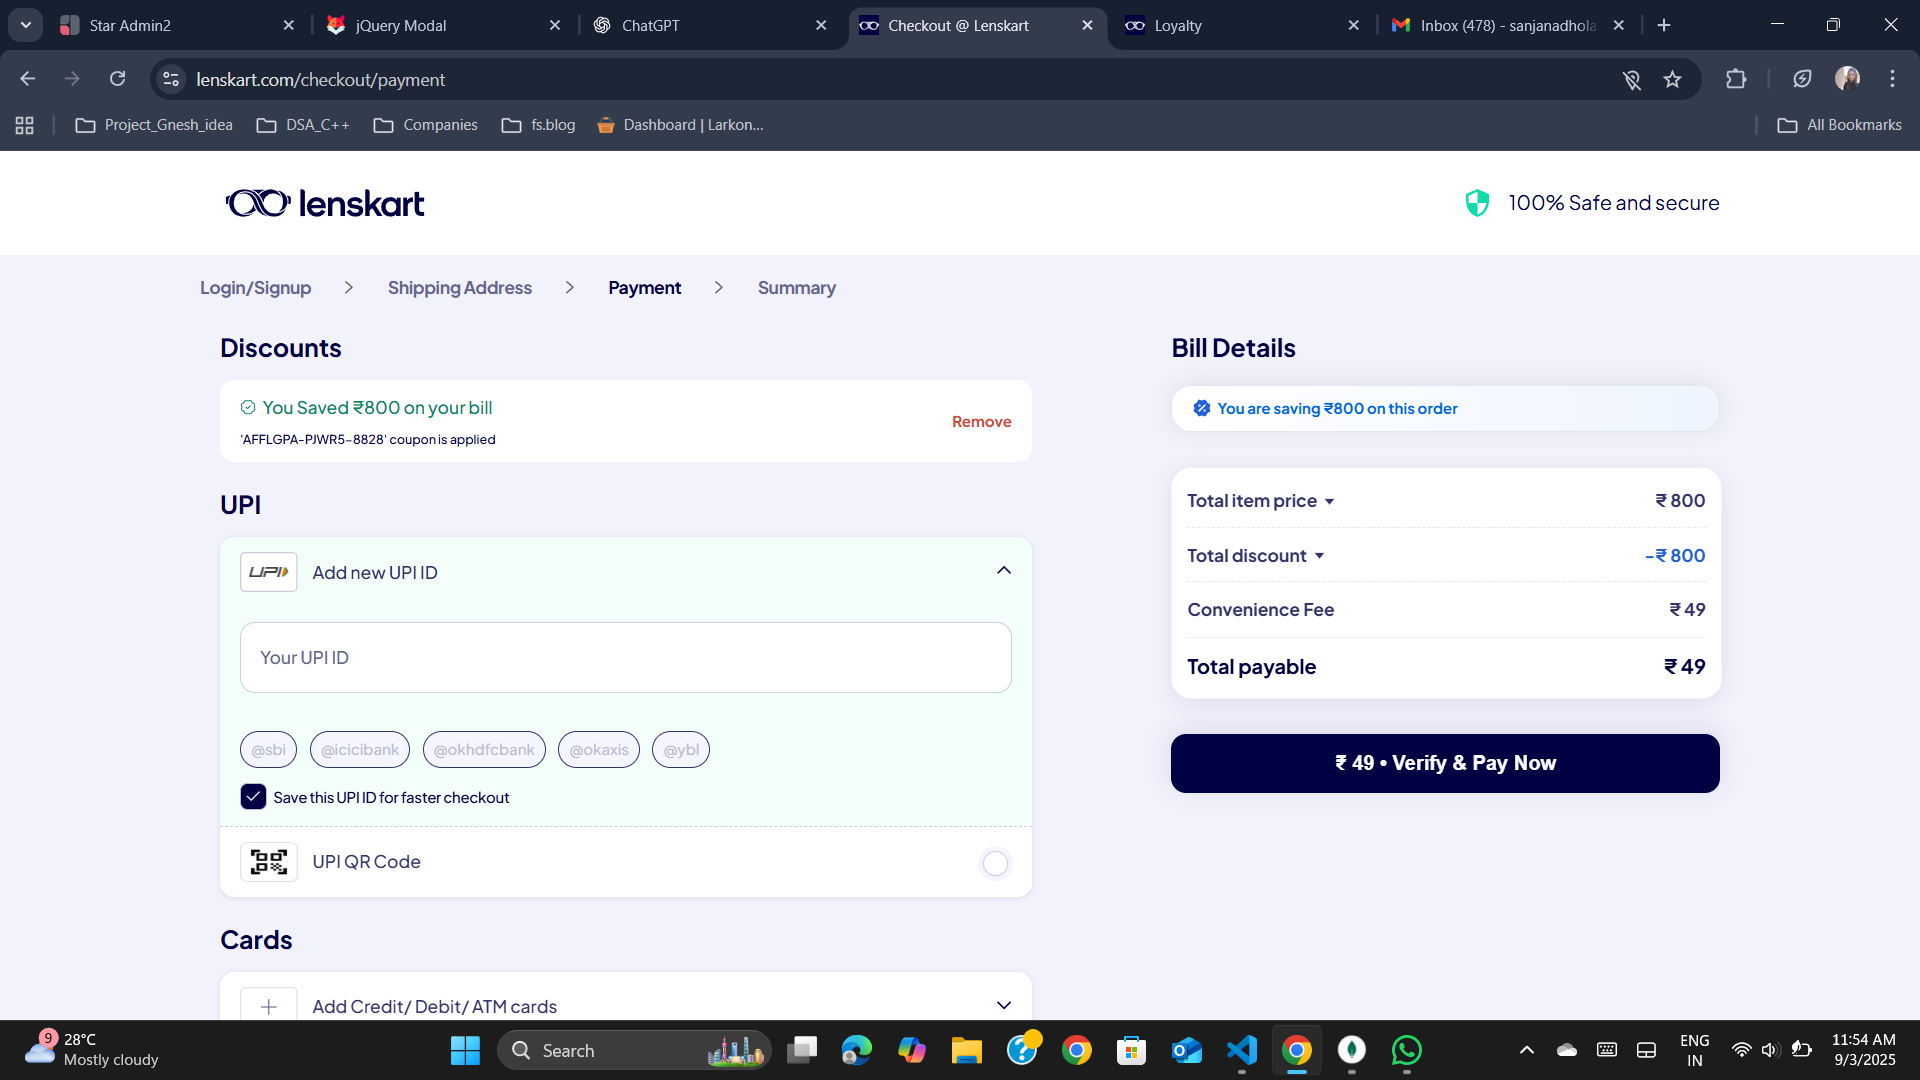 Star Admin2
jQuery Modal
ChatGPT
Checkout @ Lenskart
Loyalty
Inbox (478) - sanjanadhola
lenskart.com/checkout/payment
Project_Gnesh_idea
DSA_C++
Companies
fs.blog
Dashboard | Larkon...
All Bookmarks
lenskart
100% Safe and secure
Login/Signup > Shipping Address > Payment > Summary
Discounts
You Saved ₹800 on your bill
'AFFLGPA-PJWR5-8828' coupon is applied
Remove
UPI
UPI
Add new UPI ID
Your UPI ID
@sbi
@icicibank
@okhdfcbank
@okaxis
@ybl
Save this UPI ID for faster checkout
UPI QR Code
Cards
Add Credit/ Debit/ ATM cards
Bill Details
You are saving ₹800 on this order
Total item price ₹ 800
Total discount -₹ 800
Convenience Fee ₹ 49
Total payable ₹ 49
₹ 49 • Verify & Pay Now
9
28°C
Mostly cloudy
Search
ENG
IN
11:54 AM
9/3/2025